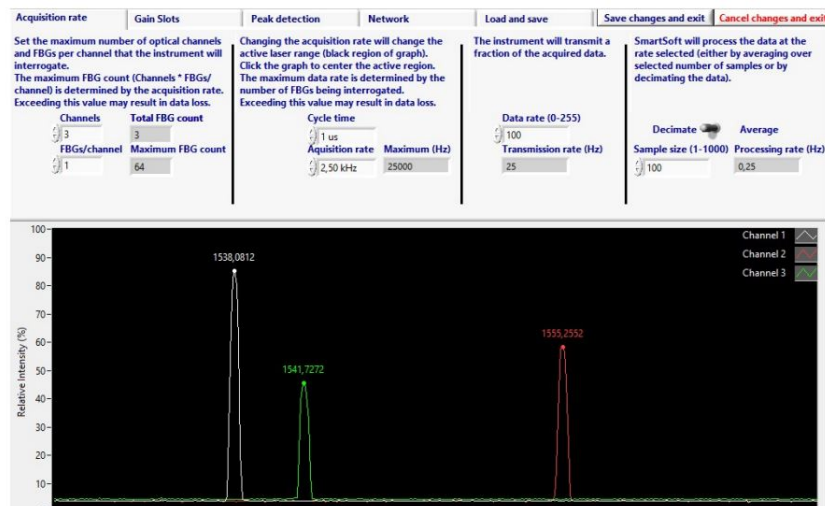 Acquisition rate
Gain Slots
Peak detection
Network
Load and save
Save changes and exit
Cancel changes and exit
Set the maximum number of optical channels
and FBGs per channel that the instrument will
interrogate.
The maximum FBG count (Channels * FBGs/
channel) is determined by the acquisition rate.
Exceeding this value may result in data loss.
Channels
Total FBG count
3
3
FBGs/channel
Maximum FBG count
1
64
Changing the acquisition rate will change the
active laser range (black region of graph).
Click the graph to center the active region.
The maximum data rate is determined by the
number of FBGs being interrogated.
Exceeding this value may result in data loss.
Cycle time
1 us
Aquisition rate
Maximum (Hz)
2,50 kHz
25000
The instrument will transmit a
fraction of the acquired data.
Data rate (0-255)
100
Transmission rate (Hz)
25
SmartSoft will process the data at the
rate selected (either by averaging over
selected number of samples or by
decimating the data).
Decimate
Average
Sample size (1-1000)
Processing rate (Hz)
100
0,25
Relative Intensity (%)
100-
90-
80-
70-
60-
50-
40-
30-
20-
10-
1538,0812
1541,7272
1555,2552
Channel 1
Channel 2
Channel 3